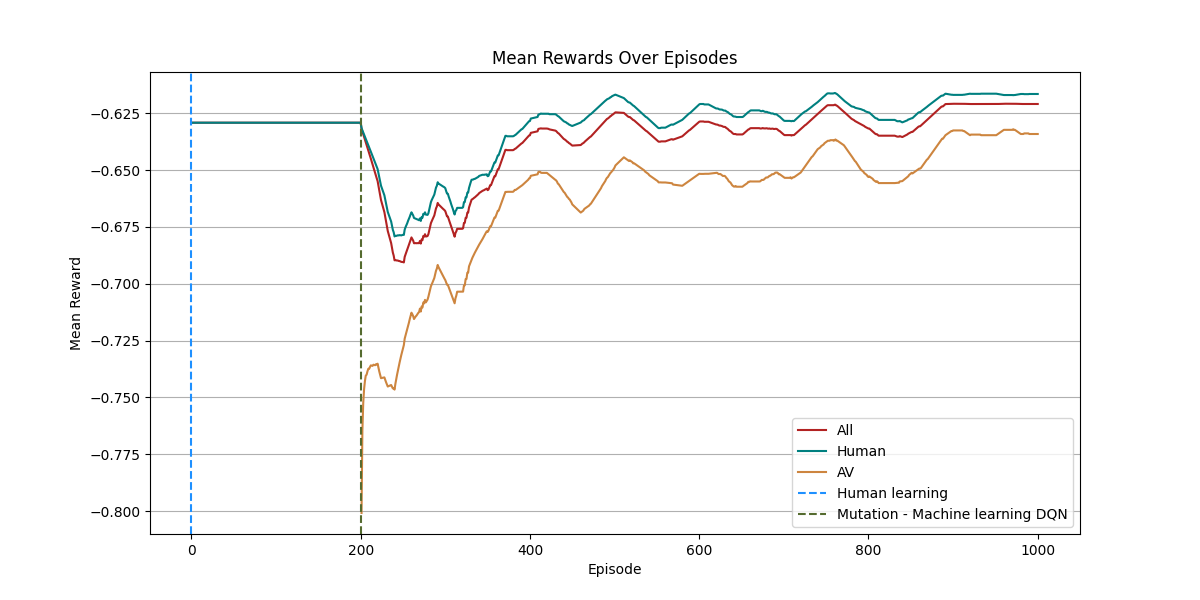 Mean Rewards Over Episodes
Mean Reward
−0.625
−0.650
−0.675
−0.700
−0.725
−0.750
−0.775
−0.800
0 200 400 600 800 1000
Episode
All
Human
AV
Human learning
Mutation - Machine learning DQN